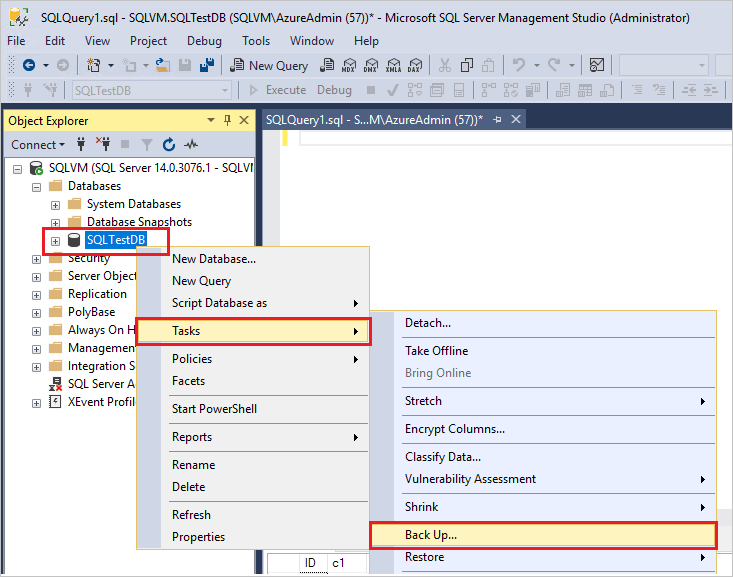 SQLQuery1.sql - SQLVM.SQLTestDB (SQLVM\AzureAdmin (57))* - Microsoft SQL Server Management Studio (Administrator)
File Edit View Project Debug Tools Window Help
New Query MDX DMX XMLA DAX
SQLTestDB Execute Debug
Object Explorer
SQLQuery1.sql - S...M\AzureAdmin (57))*
Connect
SQLVM (SQL Server 14.0.3076.1 - SQLVM
Databases
System Databases
Database Snapshots
SQLTestDB
Security
Server Object
Replication
PolyBase
Always On H
Management
Integration S
SQL Server A
XEvent Profile
New Database...
New Query
Script Database as
Tasks
Policies
Facets
Start PowerShell
Reports
Rename
Delete
Refresh
Properties
Detach...
Take Offline
Bring Online
Stretch
Encrypt Columns...
Classify Data...
Vulnerability Assessment
Shrink
Back Up...
Restore
ID c1